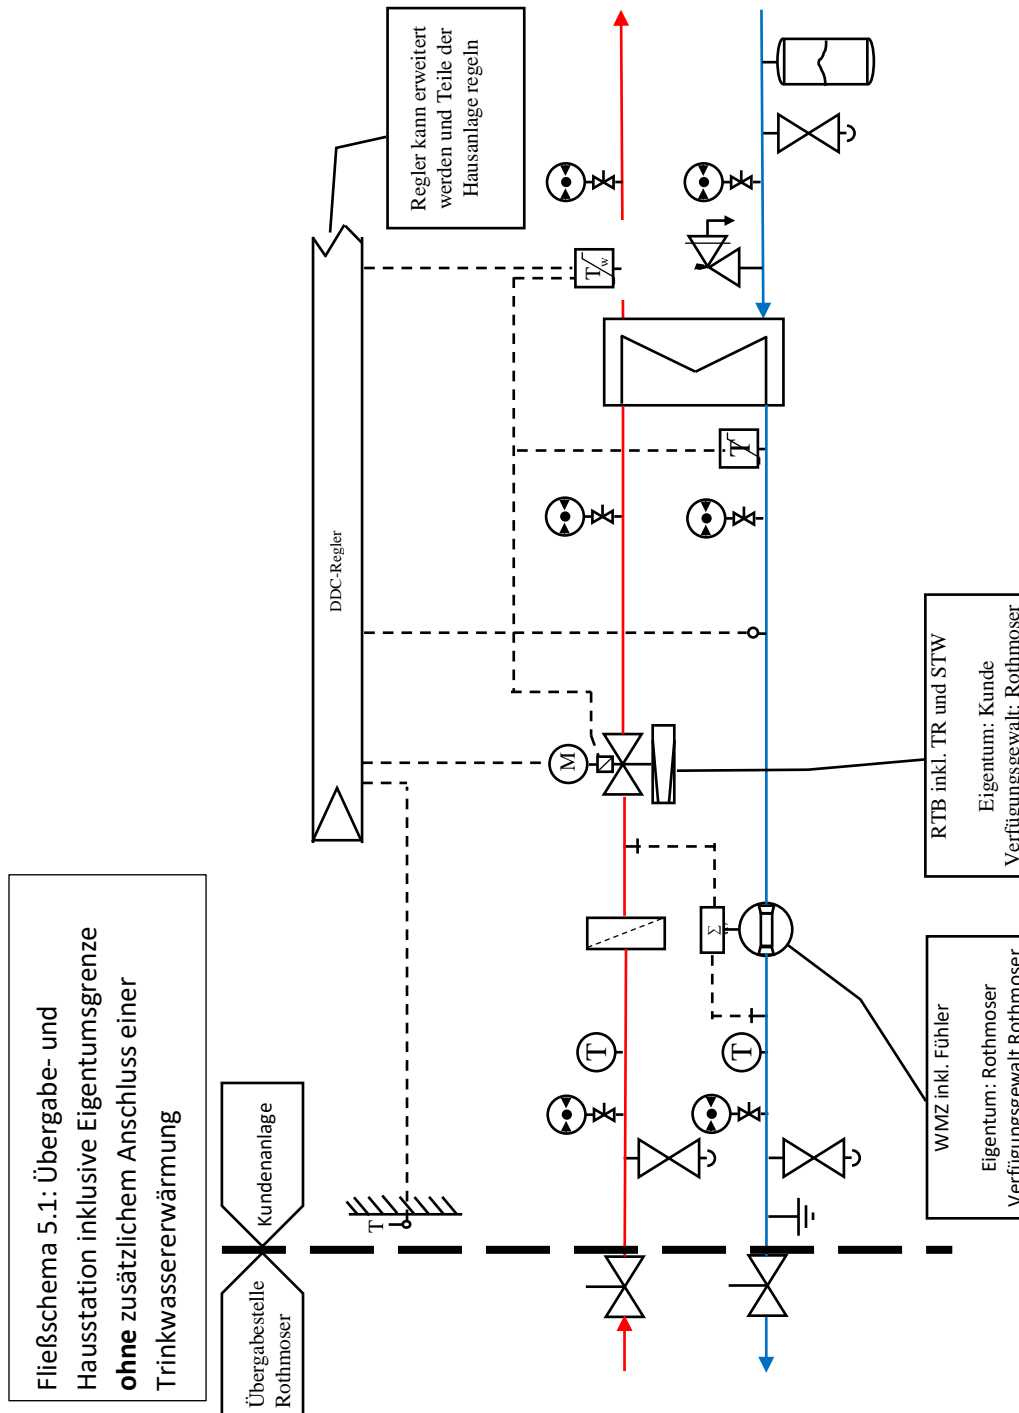 Fließschema 5.1: Übergabe- und
Hausstation inklusive Eigentumsgrenze
ohne zusätzlichem Anschluss einer
Trinkwassererwärmung
Übergabestelle
Rothmoser
Kundenanlage
T
DDC-Regler
Regler kann erweitert
werden und Teile der
Hausanlage regeln
M
T
T
Σ
T
Tw
WMZ inkl. Fühler
Eigentum: Rothmoser
Verfügungsgewalt Rothmoser
RTB inkl. TR und STW
Eigentum: Kunde
Verfügungsgewalt: Rothmoser